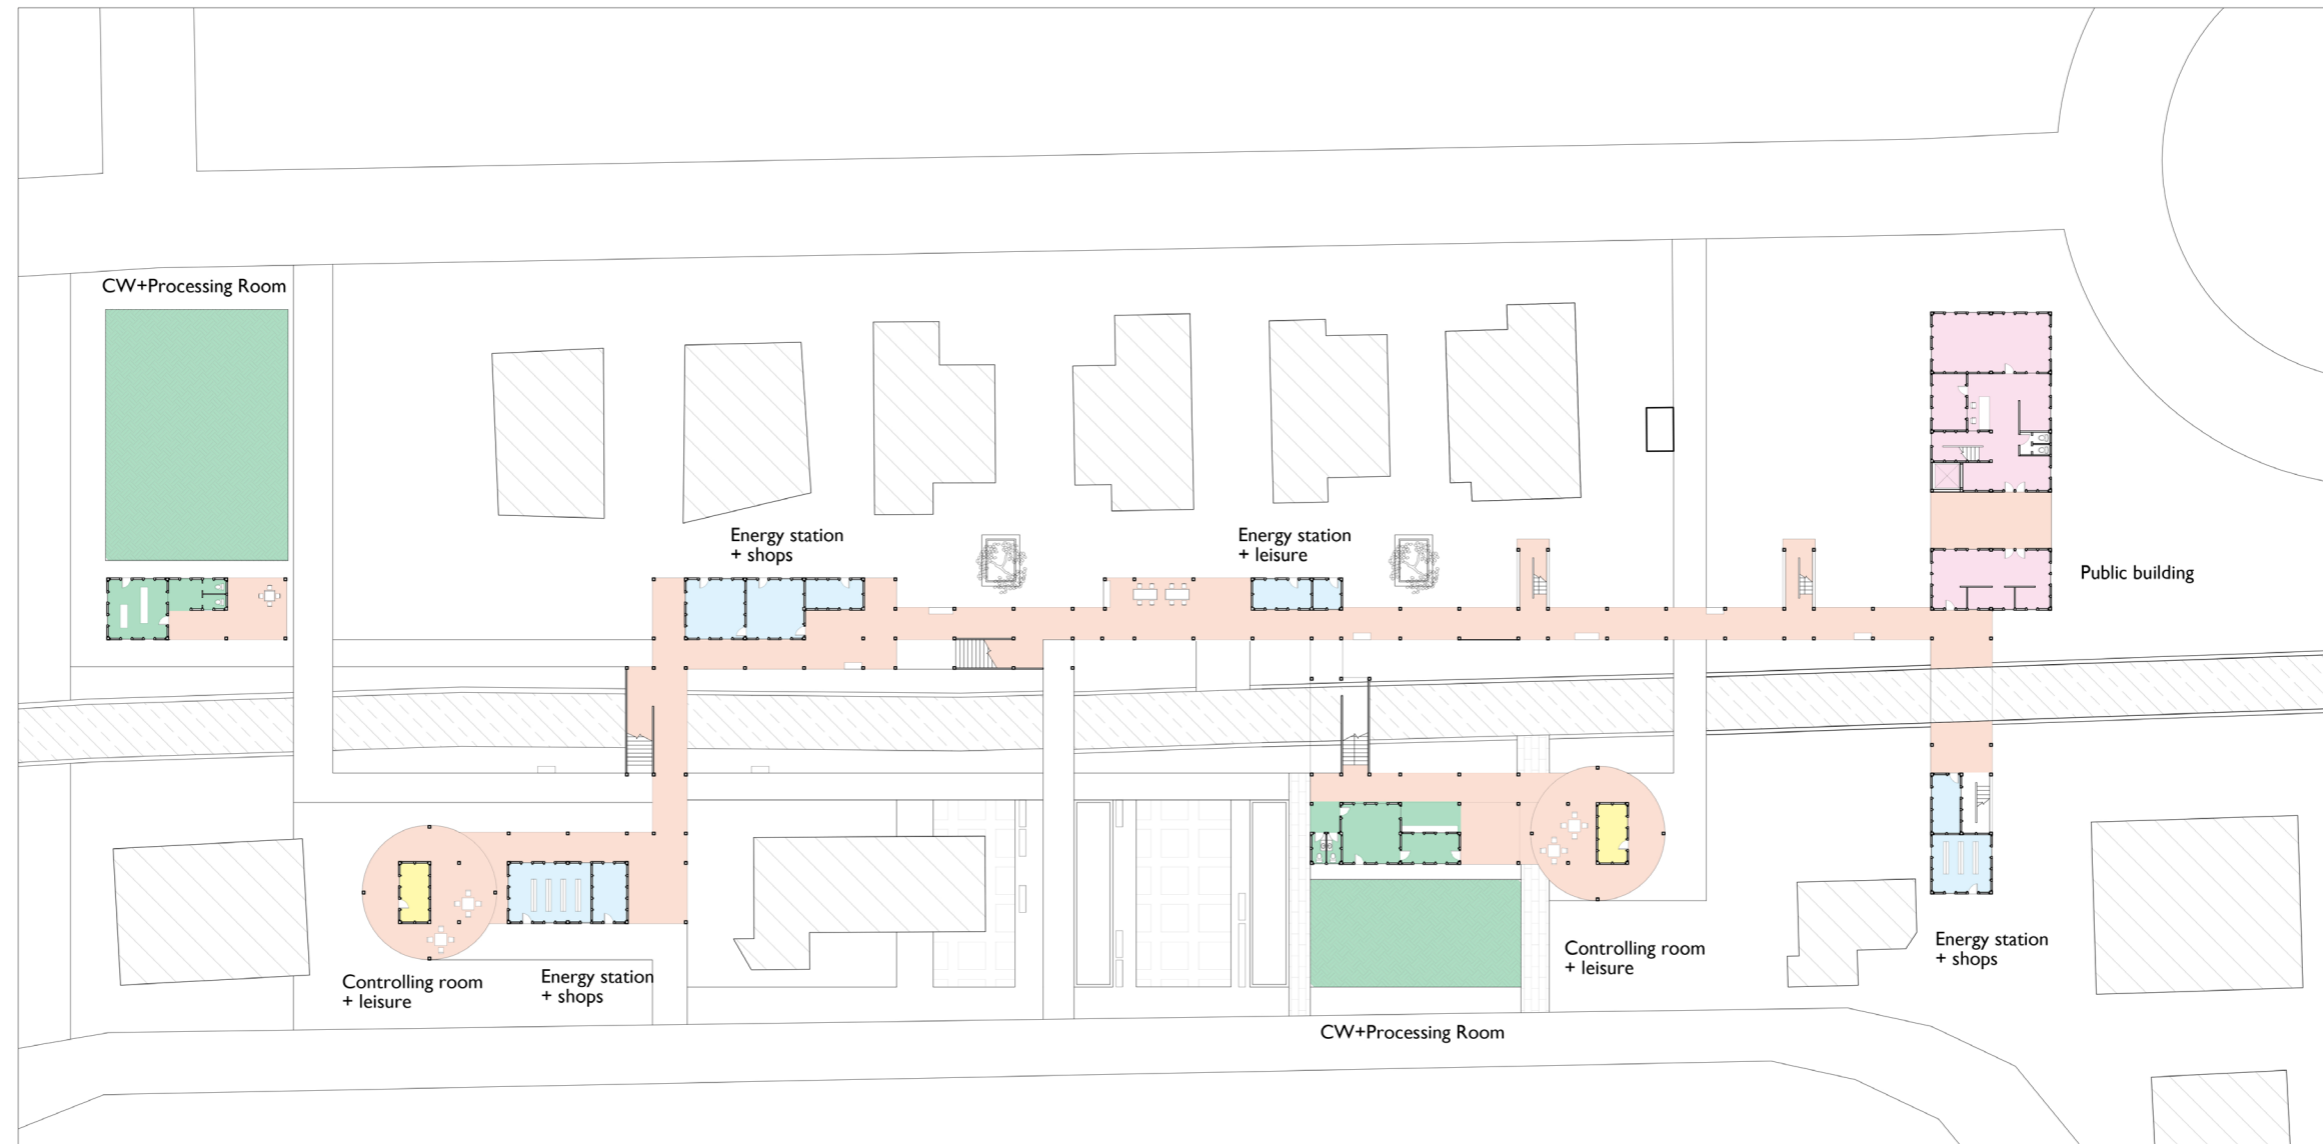 CW+Processing Room
Energy station
+ shops
Energy station
+ leisure
Public building
Controlling room
+ leisure
Energy station
+ shops
Controlling room
+ leisure
Energy station
+ shops
CW+Processing Room